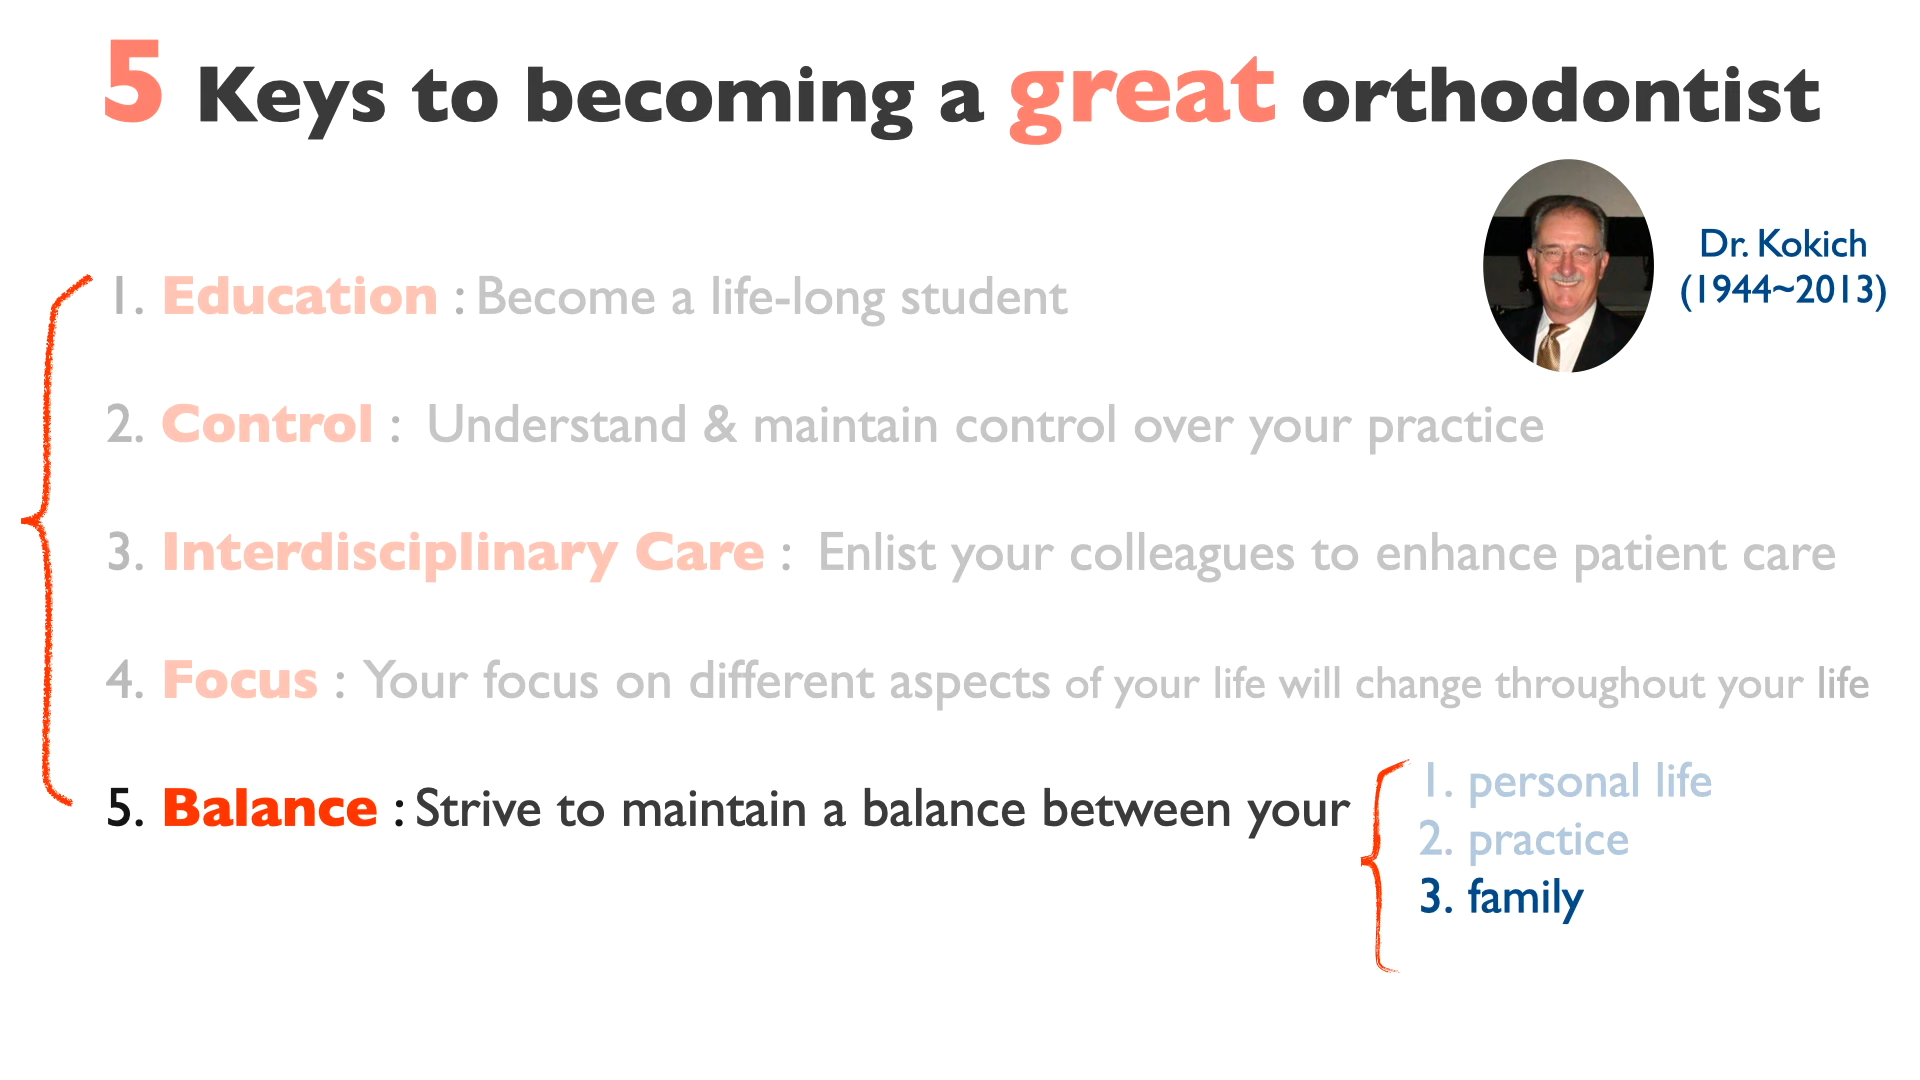 5 Keys to becoming a great orthodontist
Dr. Kokich
(1944~2013)
1. Education : Become a life-long student
2. Control : Understand & maintain control over your practice
3. Interdisciplinary Care : Enlist your colleagues to enhance patient care
4. Focus : Your focus on different aspects of your life will change throughout your life
5. Balance : Strive to maintain a balance between your
1. personal life
2. practice
3. family